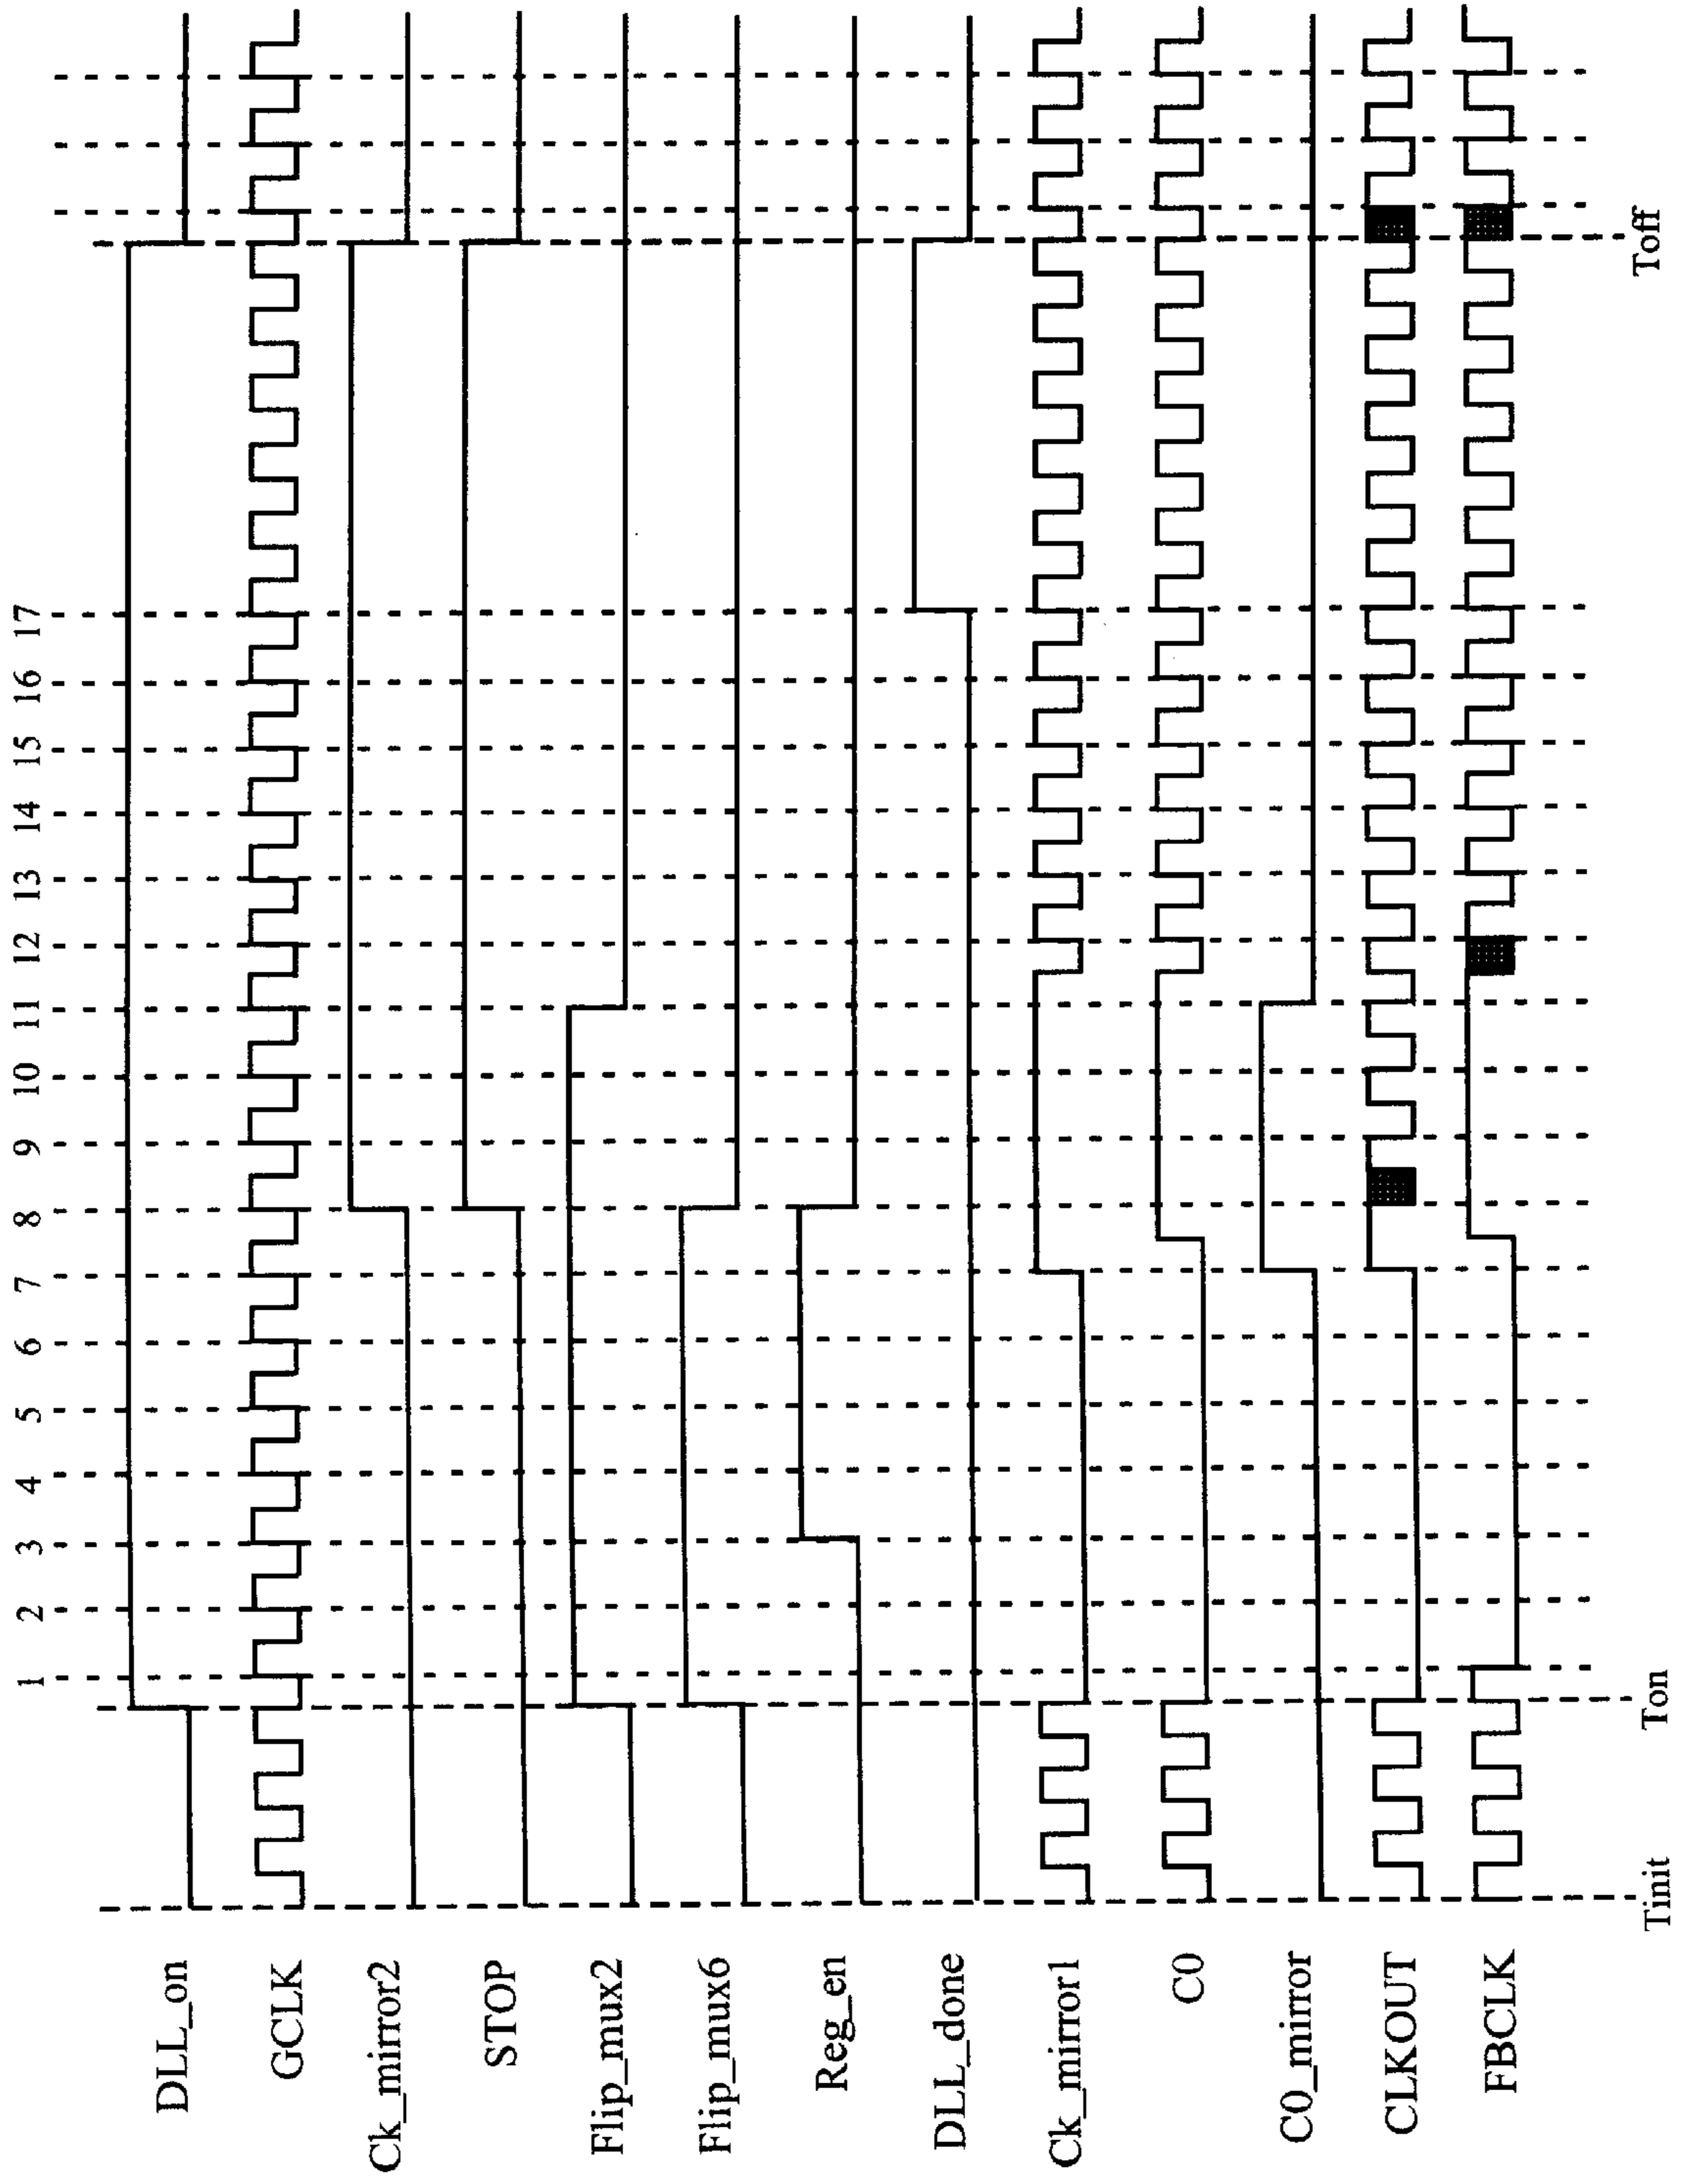 1 2 3 4 5 6 7 8 9 10 11 12 13 14 15 16 17
DLL_on
GCLK
Ck_mirror2
STOP
Flip_mux2
Flip_mux6
Reg_en
DLL_done
Ck_mirror1
C0
C0_mirror
CLKOUT
FBCLK
Tinit Ton Toff